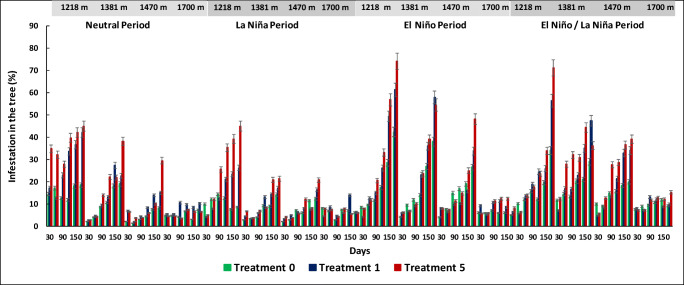 1218 m 1381 m 1470 m 1700 m 1218 m 1381 m 1470 m 1700 m 1218 m 1381 m 1470 m 1700 m 1218 m 1381 m 1470 m 1700 m
Neutral Period La Niña Period El Niño Period El Niño / La Niña Period
Infestation in the tree (%)
90
80
70
60
50
40
30
20
10
0
30 90 150 30 90 150 30 90 150 30 90 150 30 90 150 30 90 150 30 90 150 30 90 150 30 90 150 30 90 150 30 90 150 30 90 150 30 90 150 30 90 150 30 90 150 30 90 150
Days
Treatment 0 Treatment 1 Treatment 5